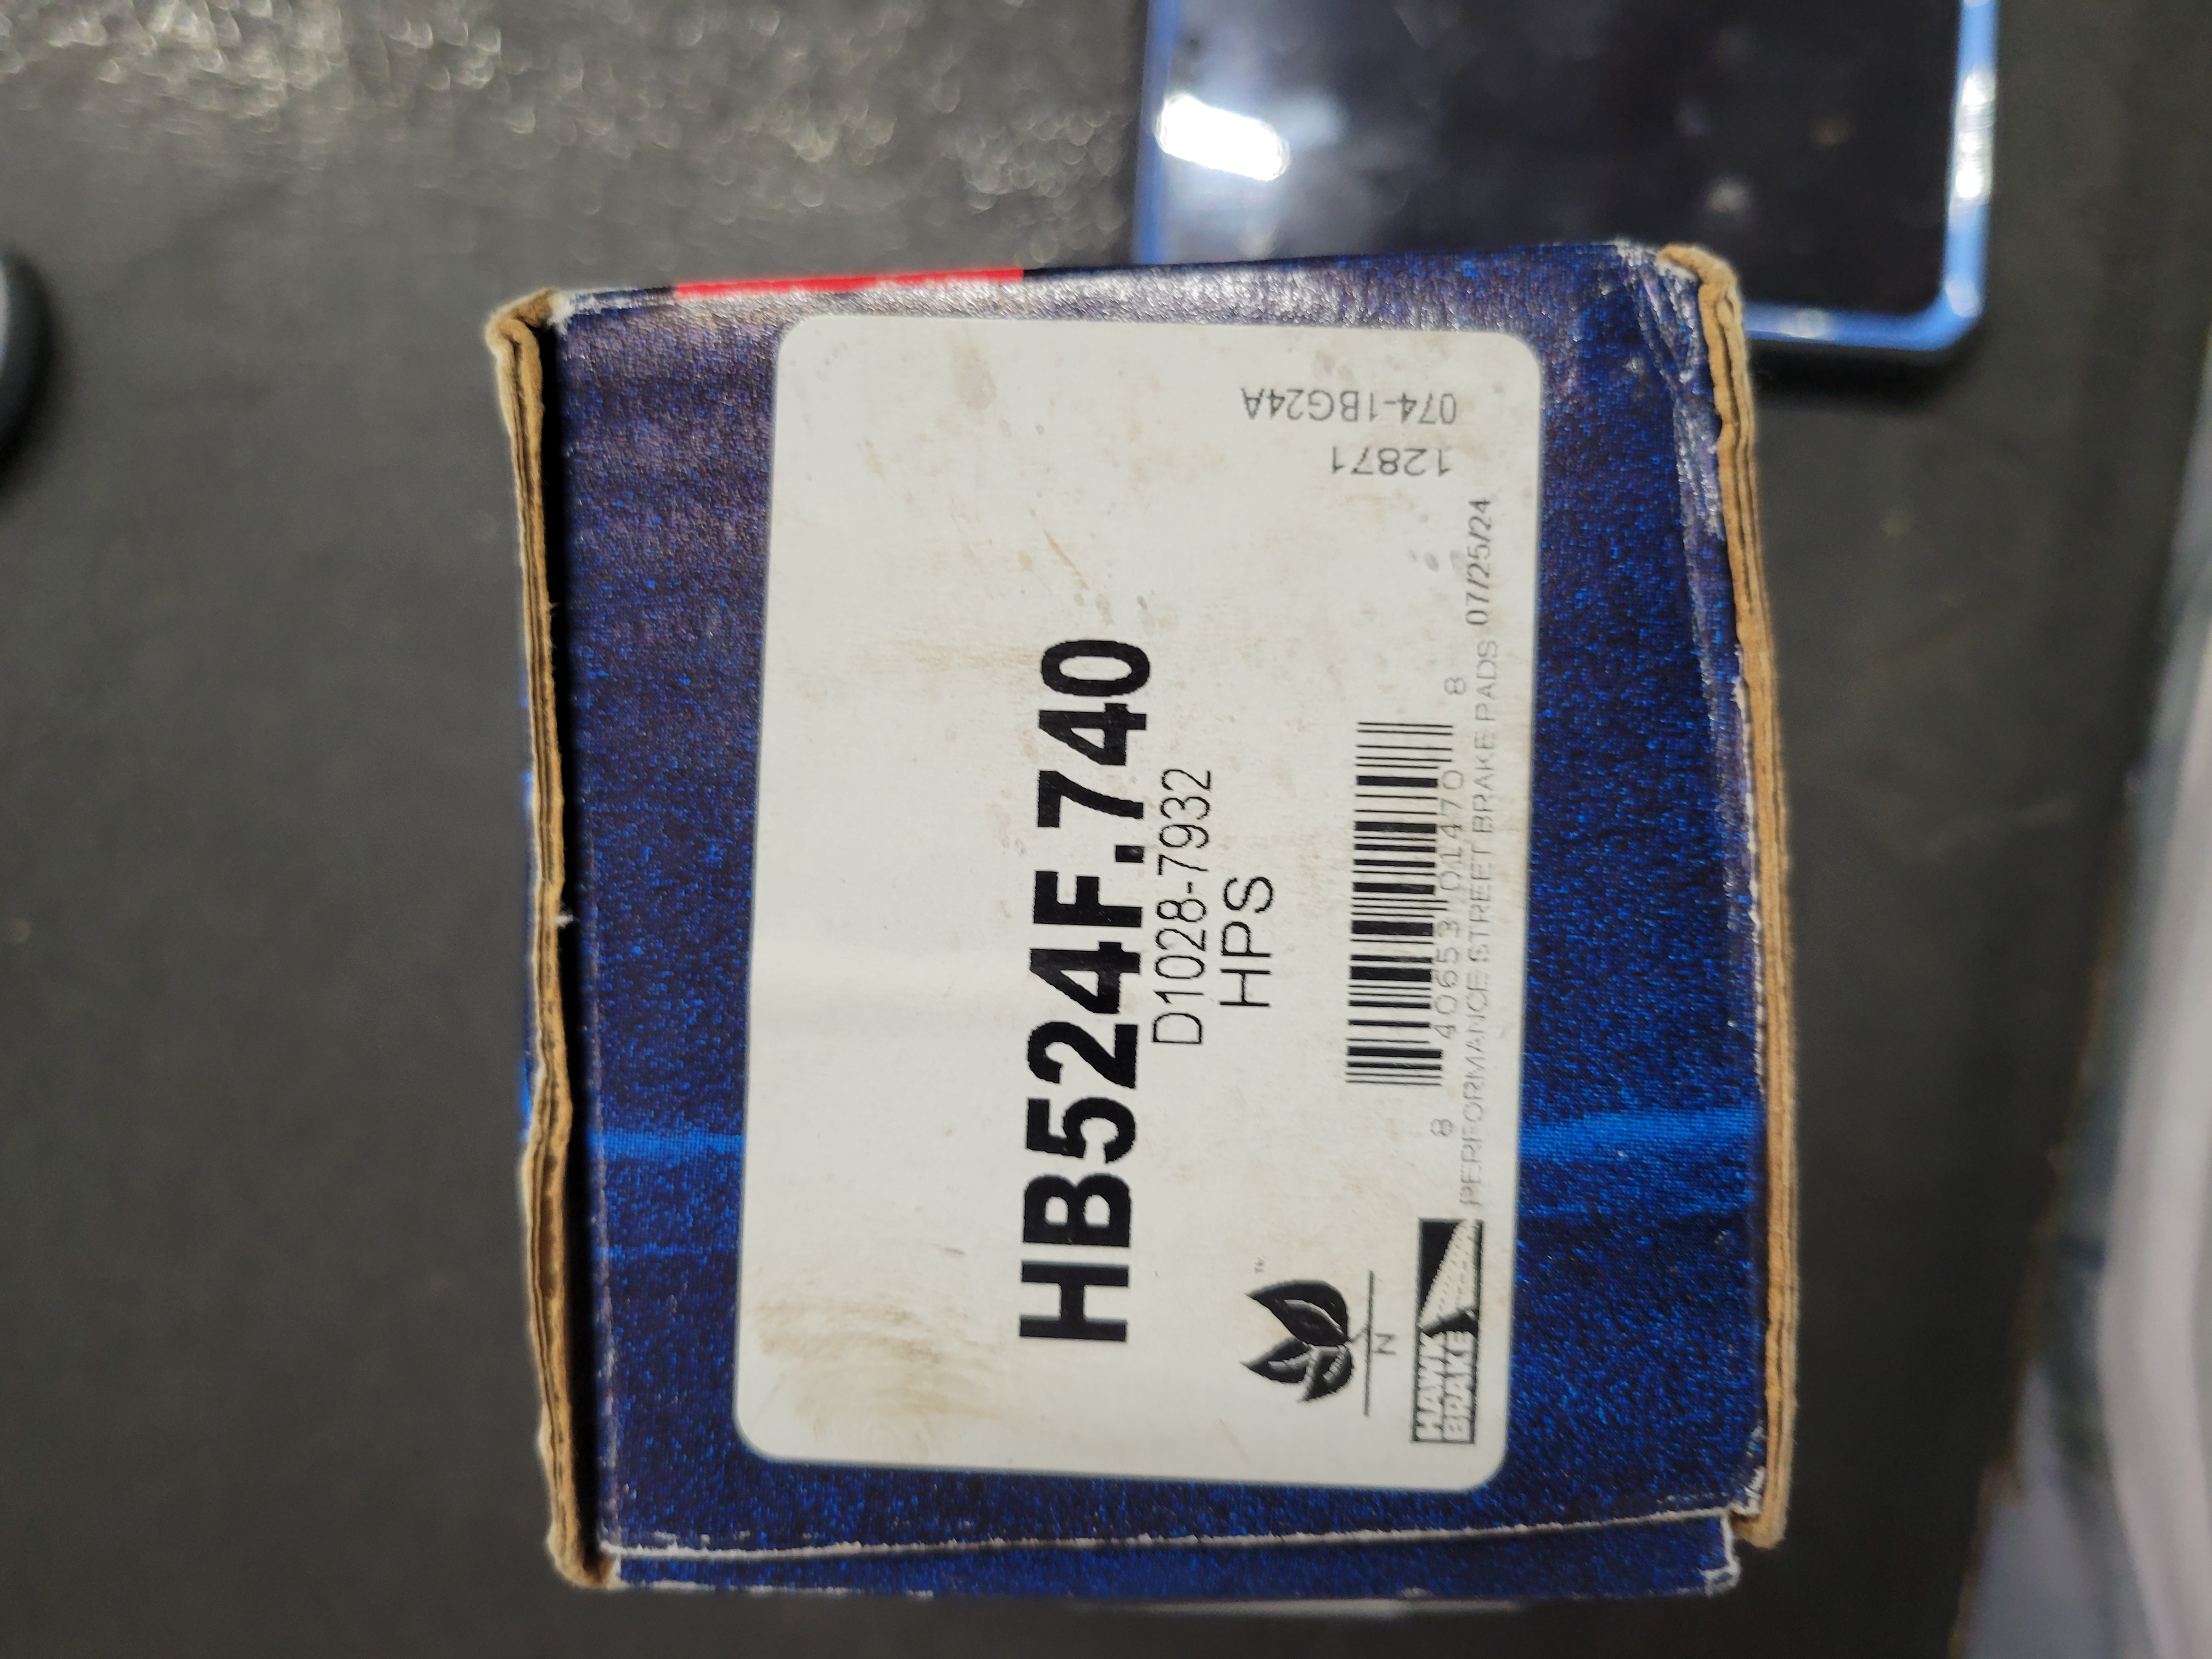 HB524F.740
D1028-7932
HPS
8 40653 01470 8
PERFORMANCE STREET BRAKE PADS 07/25/24
TM
N
HAWK
BRAKE
12871
074-1BG24A